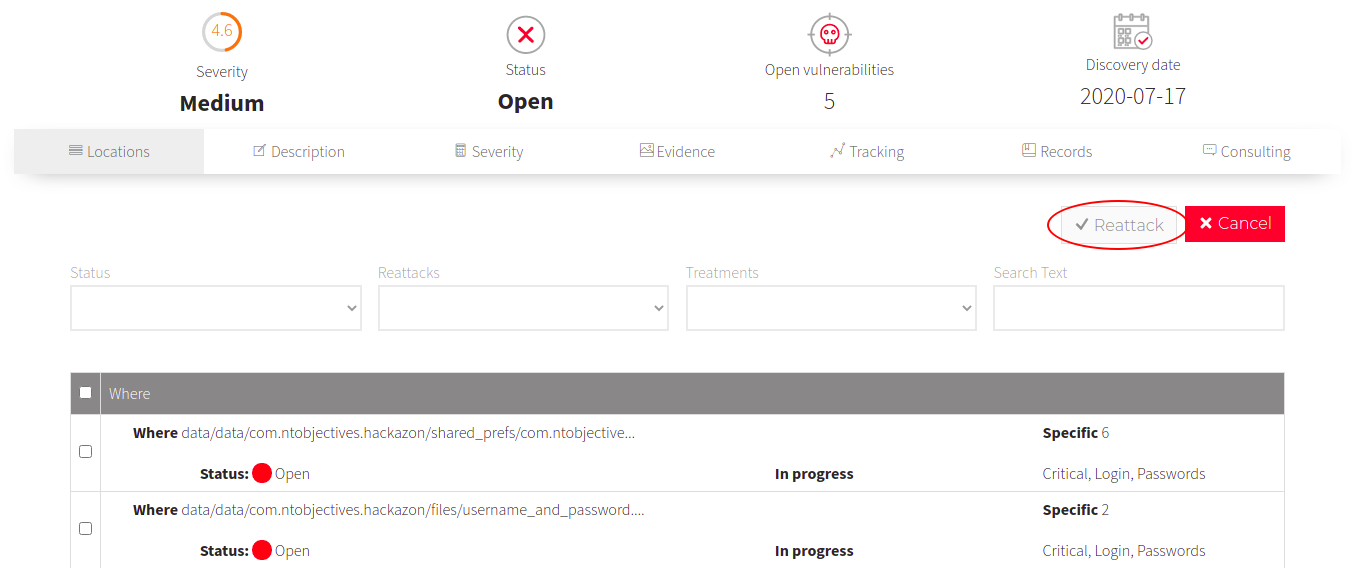 4.6
Severity Status Open vulnerabilities Discovery date
Medium Open 5 2020-07-17
Locations Description Severity Evidence Tracking Records Consulting
Reattack Cancel
Status Reattacks Treatments Search Text
Where
Where data/data/com.ntobjectives.hackazon/shared_prefs/com.ntobjective... Specific 6
Status: Open In progress Critical, Login, Passwords
Where data/data/com.ntobjectives.hackazon/files/username_and_password.... Specific 2
Status: Open In progress Critical, Login, Passwords